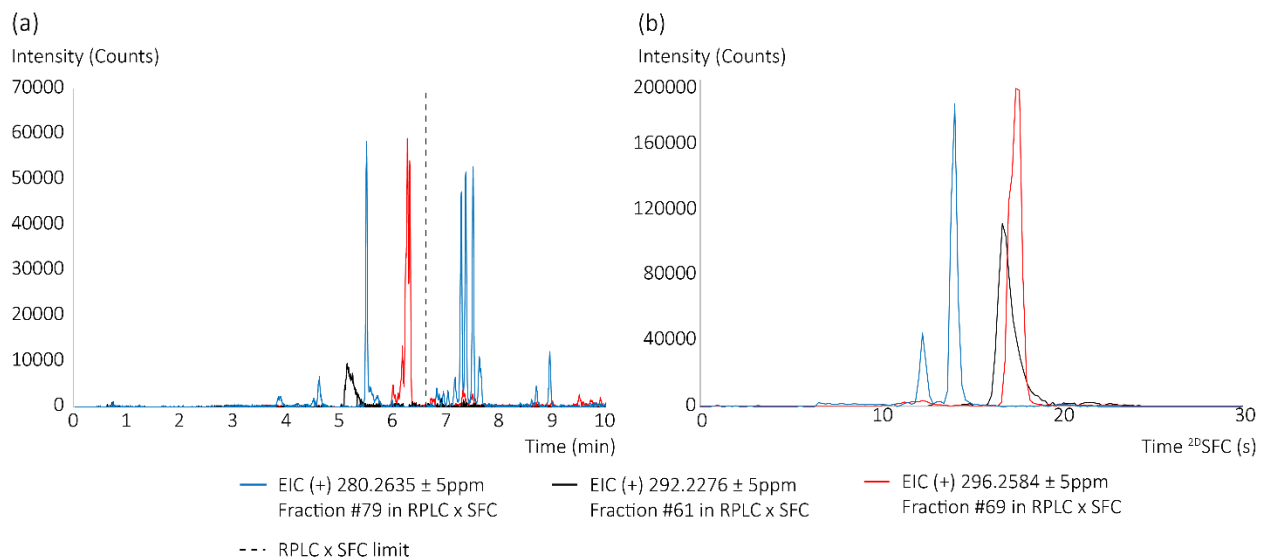 (a)
Intensity (Counts)
70000
60000
50000
40000
30000
20000
10000
0
0 1 2 3 4 5 6 7 8 9 10
Time (min)
(b)
Intensity (Counts)
200000
160000
120000
80000
40000
0
0 10 20 30
Time ²ᴰSFC (s)
EIC (+) 280.2635 ± 5ppm
Fraction #79 in RPLC x SFC
EIC (+) 292.2276 ± 5ppm
Fraction #61 in RPLC x SFC
EIC (+) 296.2584 ± 5ppm
Fraction #69 in RPLC x SFC
RPLC x SFC limit